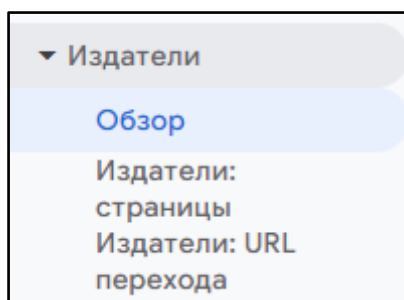 Издатели
Обзор
Издатели:
страницы
Издатели: URL
перехода